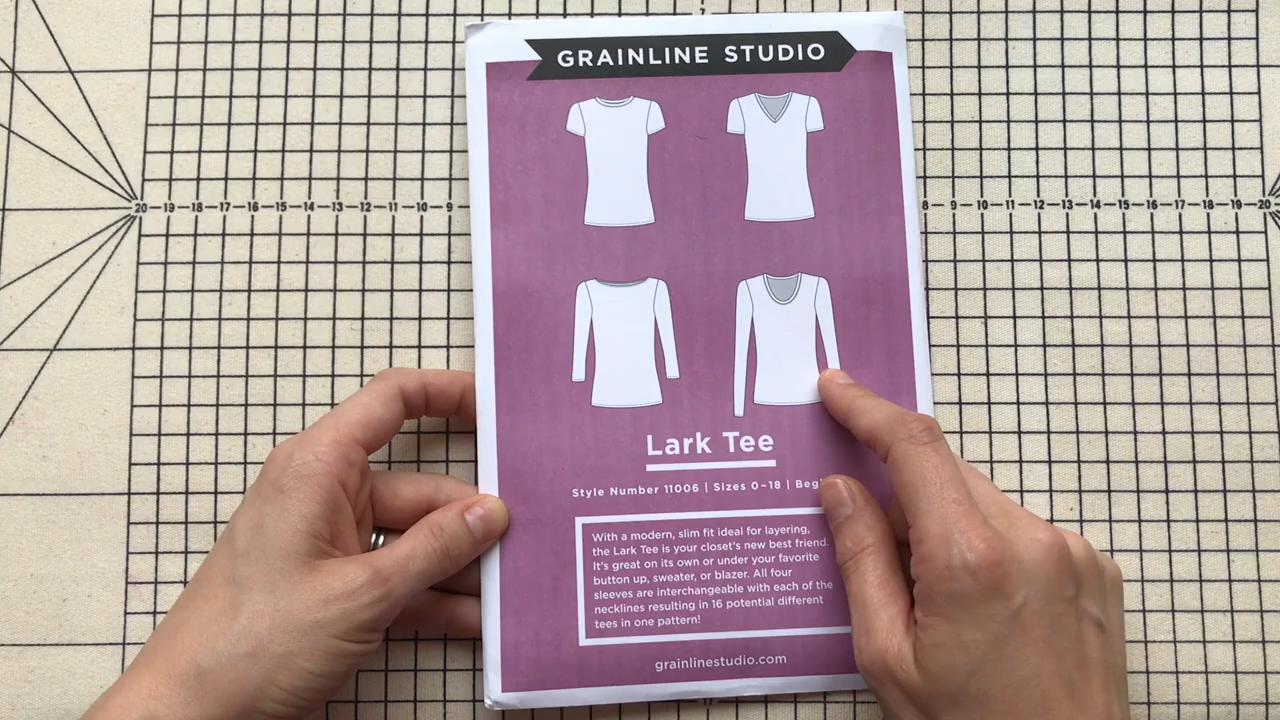 GRAINLINE STUDIO
20 19 18 17 16 15 14 13 12 11 10 9
8 9 10 11 12 13 14 15 16 17 18 19 20
Lark Tee
Style Number 11006 | Sizes 0-18 |
With a modern, slim fit ideal for layering,
the Lark Tee is your closet's new best friend.
It's great on its own or under your favorite
button up, sweater, or blazer. All four
sleeves are interchangeable with each of the
necklines resulting in 16 potential different
tees in one pattern!
grainlinestudio.com